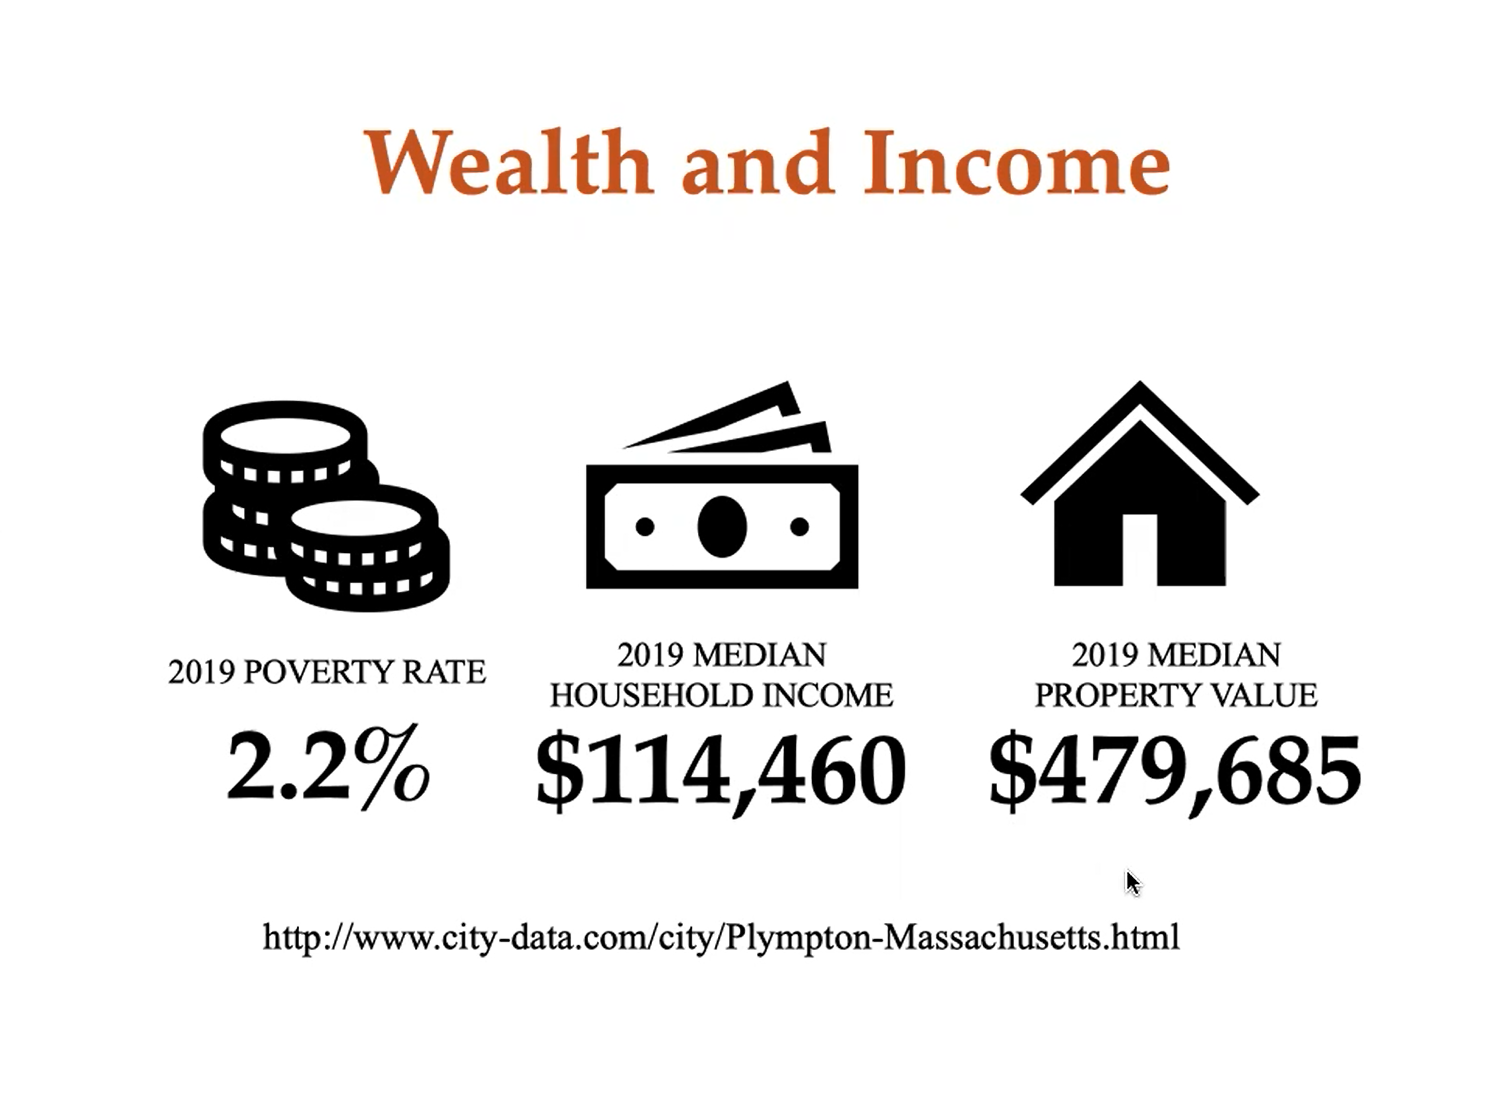 Wealth and Income
2019 POVERTY RATE
2.2%
2019 MEDIAN
HOUSEHOLD INCOME
$114,460
2019 MEDIAN
PROPERTY VALUE
$479,685
http://www.city-data.com/city/Plympton-Massachusetts.html